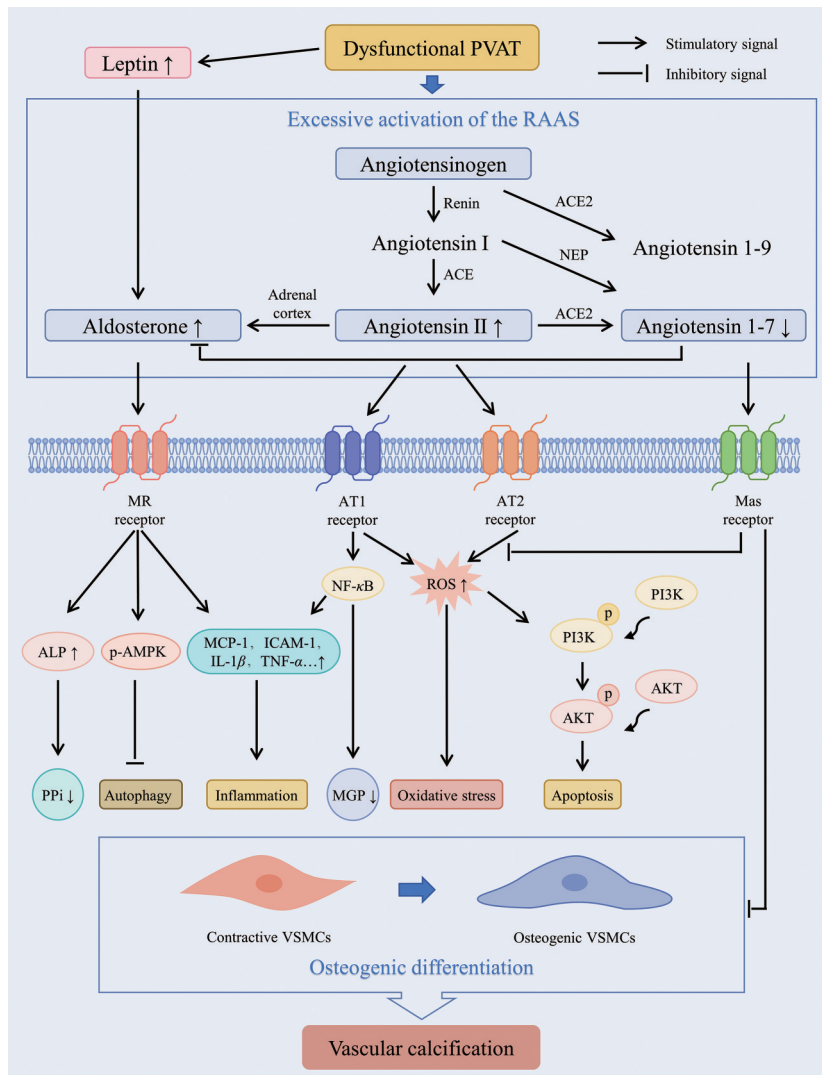 Dysfunctional PVAT
Leptin ↑
Stimulatory signal
Inhibitory signal
Excessive activation of the RAAS
Angiotensinogen
Renin
ACE2
Angiotensin I
Angiotensin 1-9
NEP
ACE
Aldosterone ↑
Adrenal
cortex
Angiotensin II ↑
ACE2
Angiotensin 1-7 ↓
MR
receptor
AT1
receptor
AT2
receptor
Mas
receptor
NF-κB
ROS ↑
p
PI3K
PI3K
ALP ↑
p-AMPK
MCP-1, ICAM-1,
IL-1β, TNF-α...↑
p
AKT
AKT
PPi ↓
Autophagy
Inflammation
MGP ↓
Oxidative stress
Apoptosis
Contractive VSMCs
Osteogenic VSMCs
Osteogenic differentiation
Vascular calcification